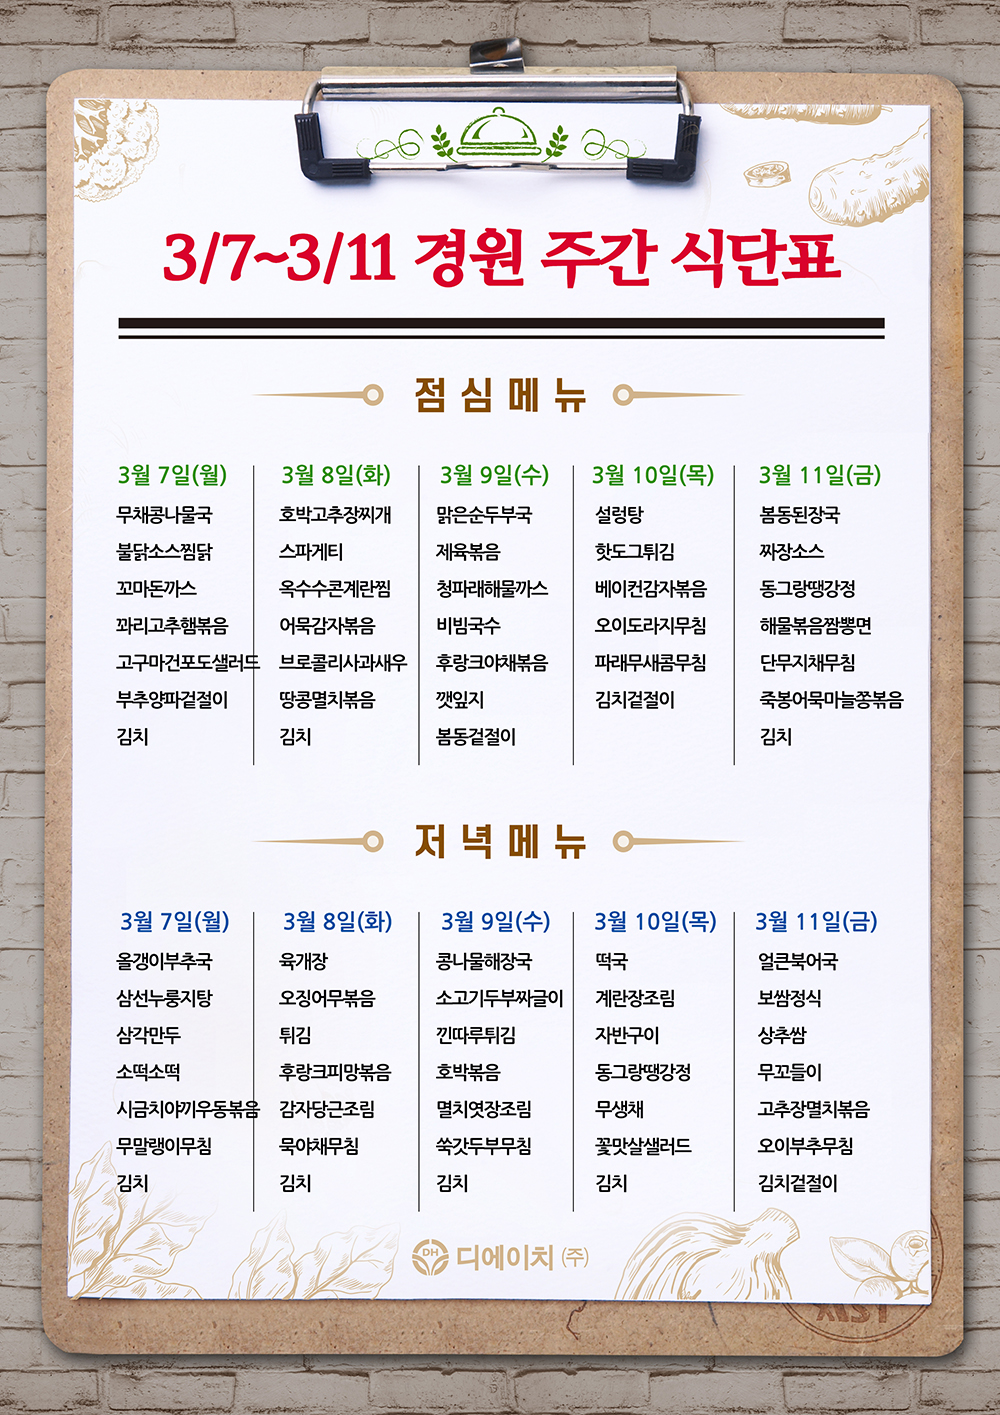 3/7~3/11 경원 주간 식단표
점심메뉴
3월 7일(월)
무채콩나물국
불닭소스찜닭
꼬마돈까스
꽈리고추햄볶음
고구마건포도샐러드
부추양파겉절이
김치
3월 8일(화)
호박고추장찌개
스파게티
옥수수콘계란찜
어묵감자볶음
브로콜리사과새우
땅콩멸치볶음
김치
3월 9일(수)
맑은순두부국
제육볶음
청파래해물까스
비빔국수
후랑크야채볶음
깻잎지
봄동겉절이
3월 10일(목)
설렁탕
핫도그튀김
베이컨감자볶음
오이도라지무침
파래무새콤무침
김치겉절이
3월 11일(금)
봄동된장국
짜장소스
동그랑땡강정
해물볶음짬뽕면
단무지채무침
죽봉어묵마늘쫑볶음
김치
저녁메뉴
3월 7일(월)
올갱이부추국
삼선누룽지탕
삼각만두
소떡소떡
시금치야끼우동볶음
무말랭이무침
김치
3월 8일(화)
육개장
오징어무볶음
튀김
후랑크피망볶음
감자당근조림
묵야채무침
김치
3월 9일(수)
콩나물해장국
소고기두부짜글이
낀따루튀김
호박볶음
멸치엿장조림
쑥갓두부무침
김치
3월 10일(목)
떡국
계란장조림
자반구이
동그랑땡강정
무생채
꽃맛살샐러드
김치
3월 11일(금)
얼큰북어국
보쌈정식
상추쌈
무꼬들이
고추장멸치볶음
오이부추무침
김치겉절이
DH 디에이치(주)